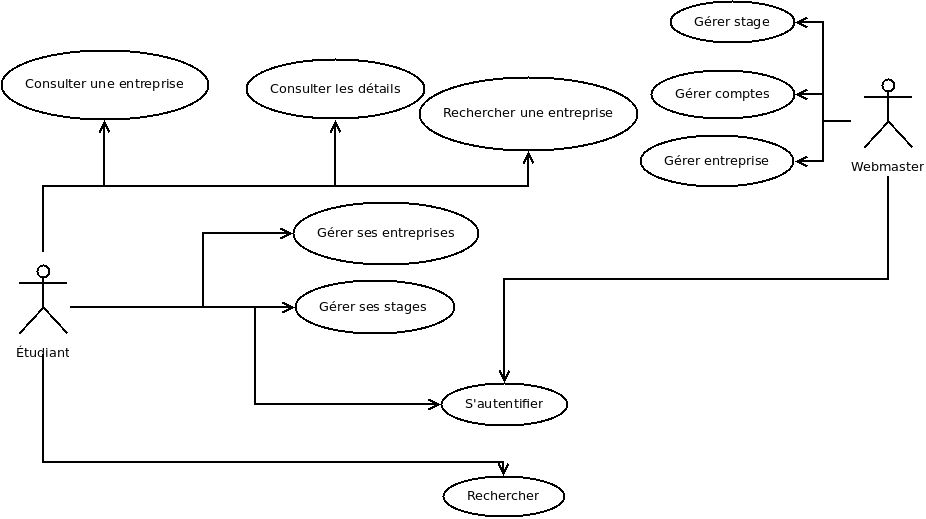 Gérer stage
Consulter une entreprise
Consulter les détails
Gérer comptes
Rechercher une entreprise
Gérer entreprise
Webmaster
Gérer ses entreprises
Gérer ses stages
Étudiant
S'autentifier
Rechercher